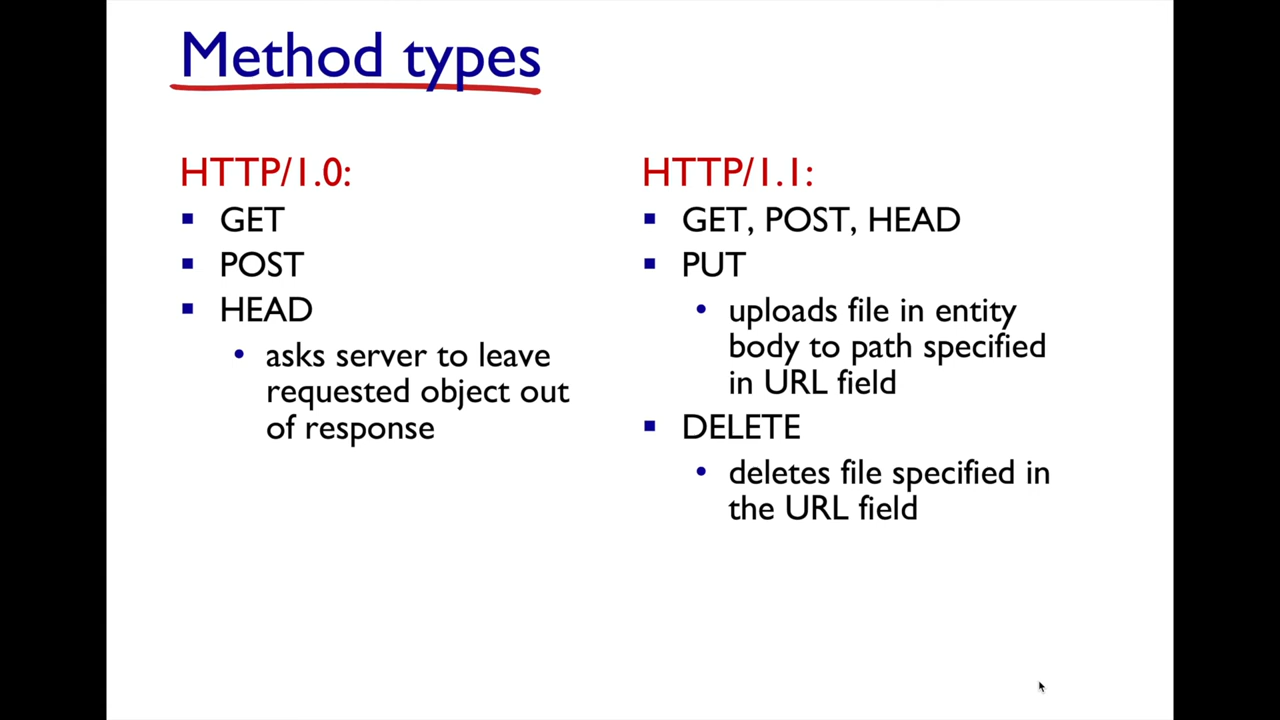 Method types
HTTP/1.0:
GET
POST
HEAD
asks server to leave
requested object out
of response
HTTP/1.1:
GET, POST, HEAD
PUT
uploads file in entity
body to path specified
in URL field
DELETE
deletes file specified in
the URL field